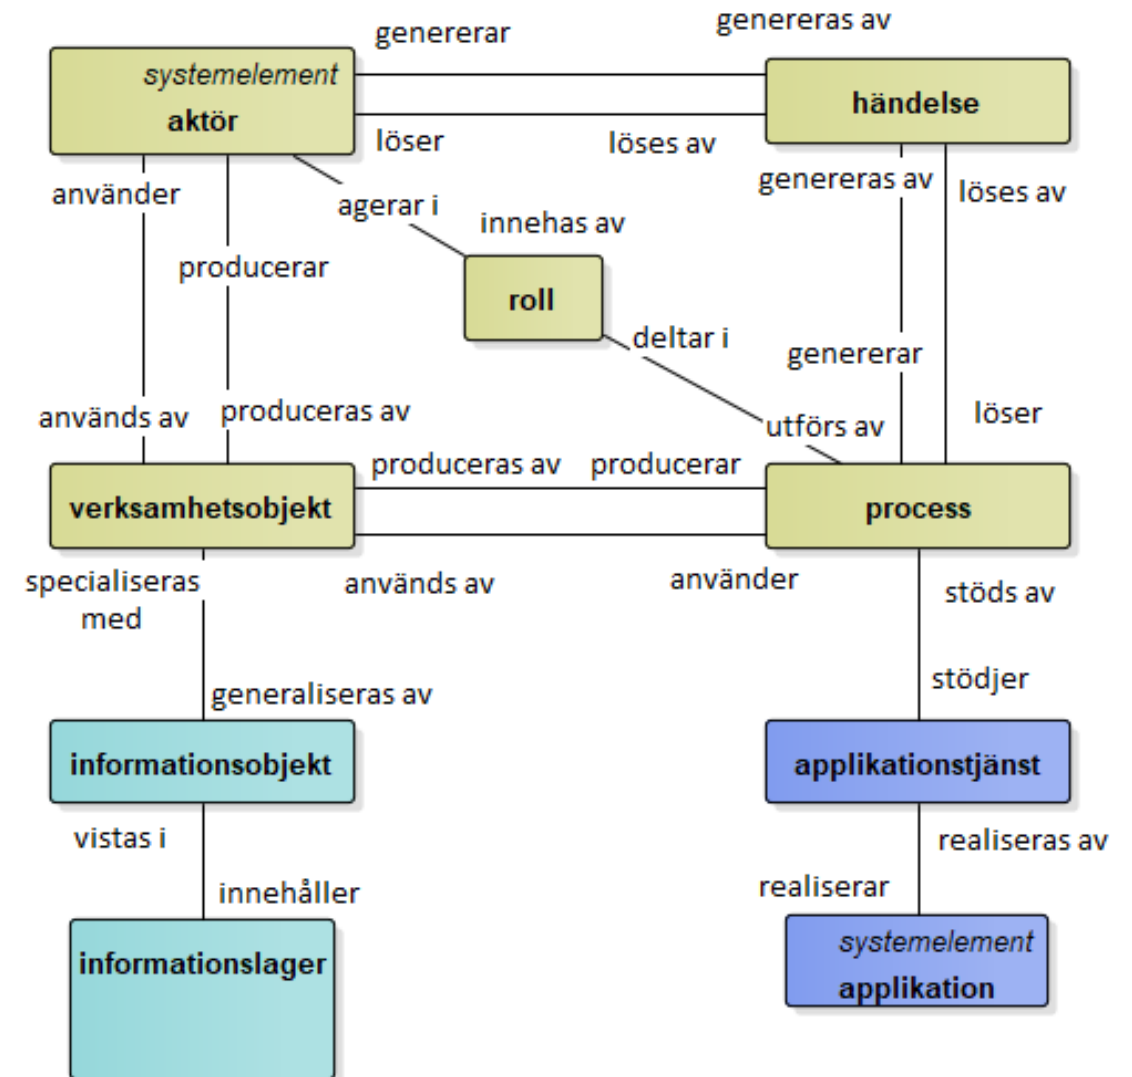 genererar
genereras av
systemelement
aktör
händelse
löser
löses av
använder
genereras av
löses av
agerar i
innehas av
producerar
roll
deltar i
genererar
används av
produceras av
utförs av
löser
produceras av
producerar
verksamhetsobjekt
process
specialiseras
med
används av
använder
stöds av
generaliseras av
stödjer
informationsobjekt
applikationstjänst
vistas i
realiseras av
innehåller
realiserar
informationslager
systemelement
applikation